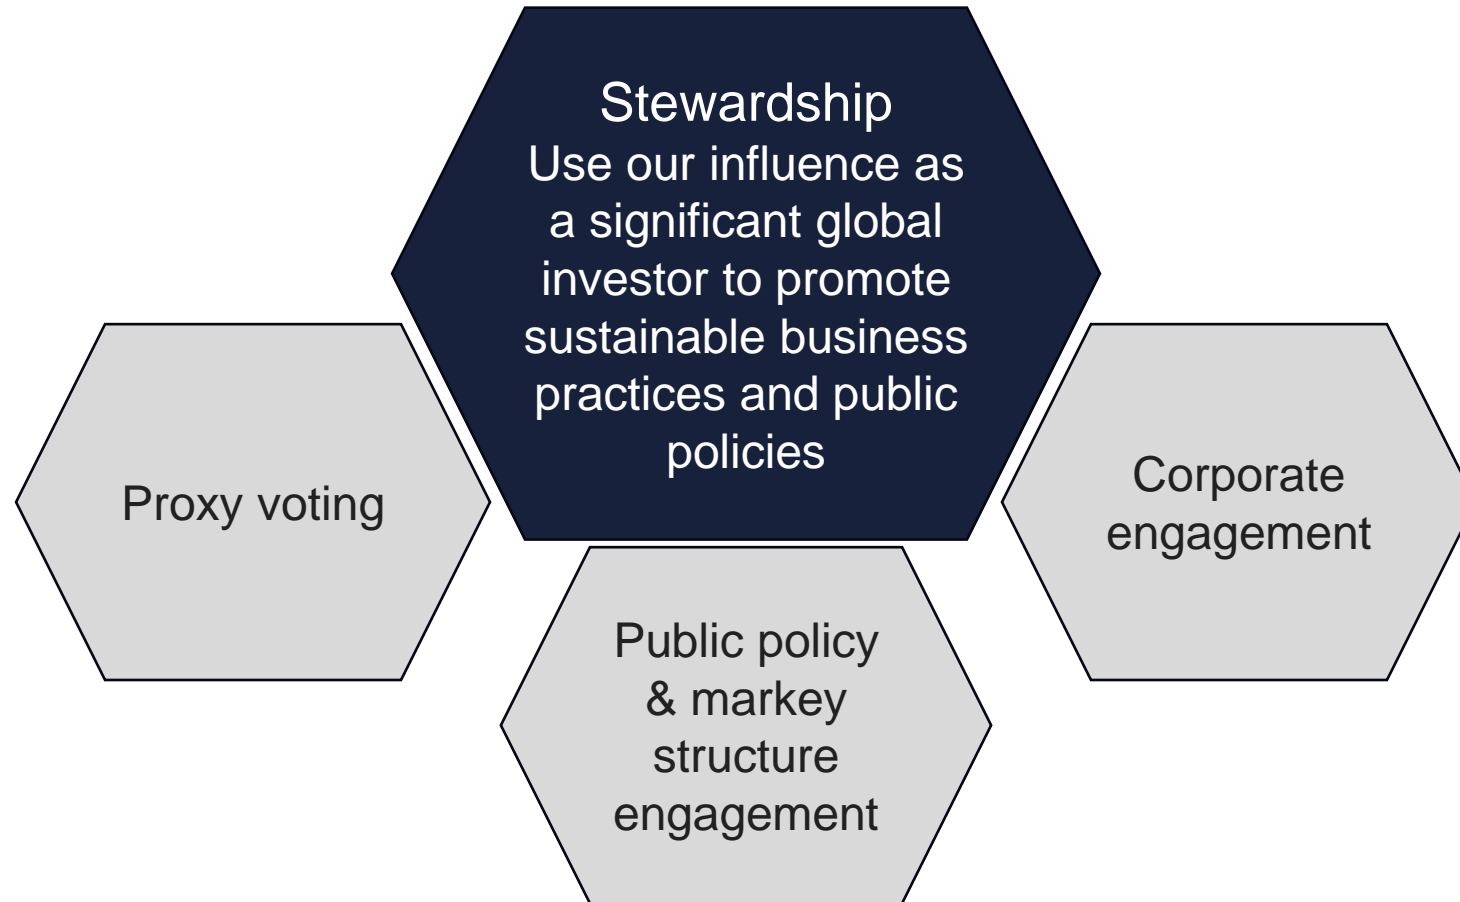 Stewardship
Use our influence as
a significant global
investor to promote
sustainable business
practices and public
policies
Proxy voting
Corporate
engagement
Public policy
& markey
structure
engagement